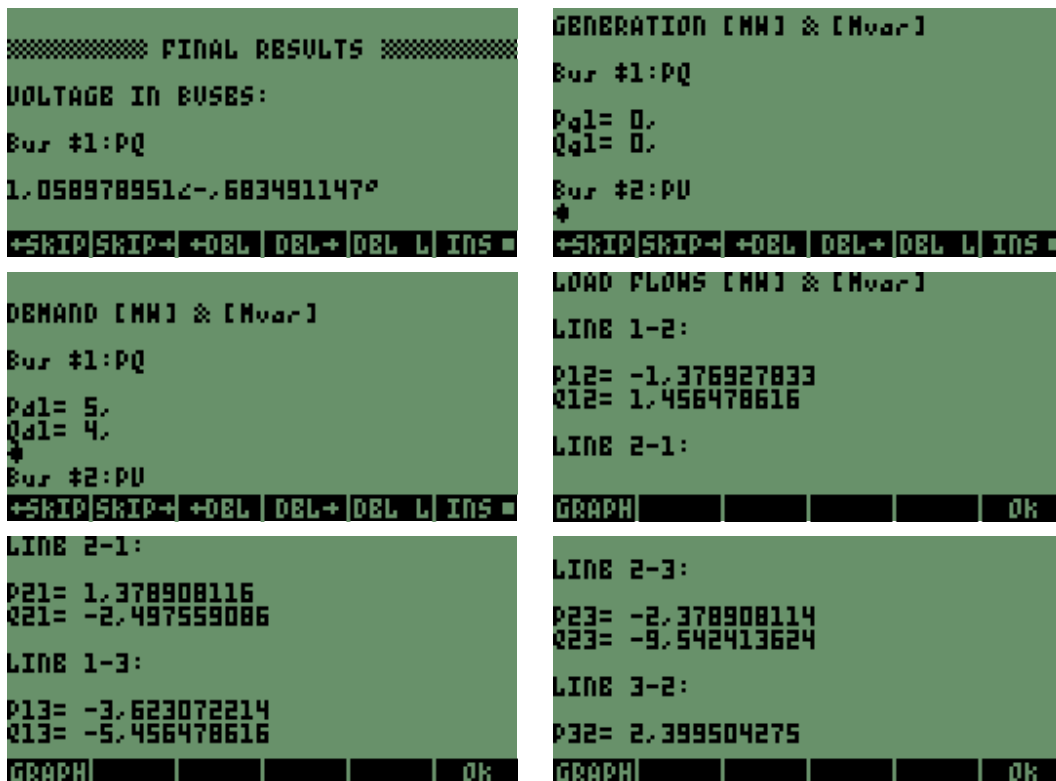 FINAL RESULTS
VOLTAGE IN BUSES:
Bus #1:PQ
1,058978951∠-,683491147°
←SKIP SKIP→ ←DEL DEL→ DEL L INS ■
GENERATION [MW] & [Mvar]
Bus #1:PQ
Pg1= 0,
Qg1= 0,
Bus #2:PV
←SKIP SKIP→ ←DEL DEL→ DEL L INS ■
DEMAND [MW] & [Mvar]
Bus #1:PQ
Pd1= 5,
Qd1= 4,
Bus #2:PV
←SKIP SKIP→ ←DEL DEL→ DEL L INS ■
LOAD FLOWS [MW] & [Mvar]
LINE 1-2:
P12= -1,376927833
Q12= 1,456478616
LINE 2-1:
GRAPH Ok
LINE 2-1:
P21= 1,378908116
Q21= -2,497559086
LINE 1-3:
P13= -3,623072214
Q13= -5,456478616
GRAPH Ok
LINE 2-3:
P23= -2,378908114
Q23= -9,542413624
LINE 3-2:
P32= 2,399504275
GRAPH Ok